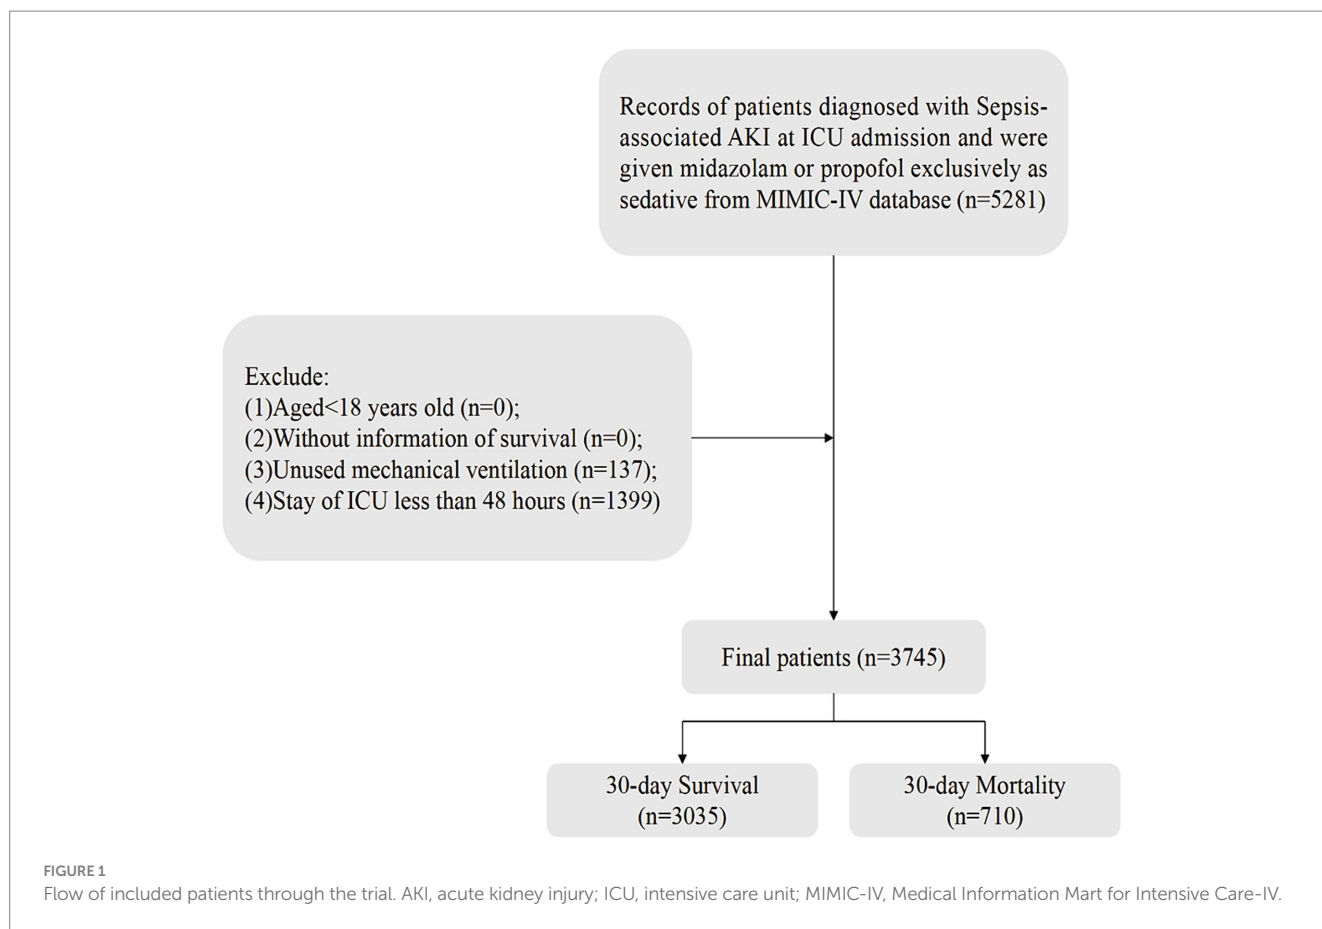 Records of patients diagnosed with Sepsis-
associated AKI at ICU admission and were
given midazolam or propofol exclusively as
sedative from MIMIC-IV database (n=5281)
Exclude:
(1)Aged<18 years old (n=0);
(2)Without information of survival (n=0);
(3)Unused mechanical ventilation (n=137);
(4)Stay of ICU less than 48 hours (n=1399)
Final patients (n=3745)
30-day Survival
(n=3035)
30-day Mortality
(n=710)
FIGURE 1
Flow of included patients through the trial. AKI, acute kidney injury; ICU, intensive care unit; MIMIC-IV, Medical Information Mart for Intensive Care-IV.